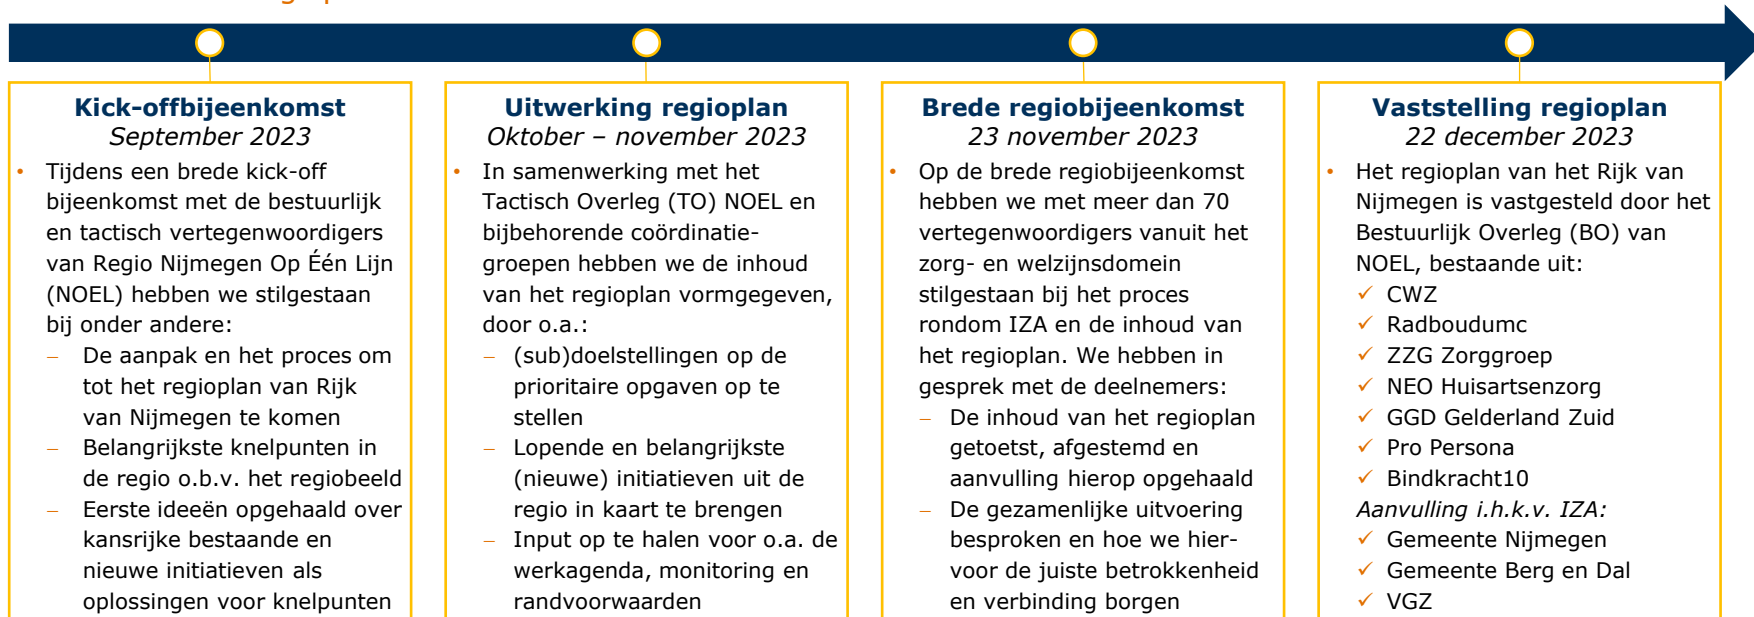 Kick-offbijeenkomst
September 2023
• Tijdens een brede kick-off
bijeenkomst met de bestuurlijk
en tactisch vertegenwoordigers
van Regio Nijmegen Op Één Lijn
(NOEL) hebben we stilgestaan
bij onder andere:
– De aanpak en het proces om
tot het regioplan van Rijk
van Nijmegen te komen
– Belangrijkste knelpunten in
de regio o.b.v. het regiobeeld
– Eerste ideeën opgehaald over
kansrijke bestaande en
nieuwe initiatieven als
oplossingen voor knelpunten
Uitwerking regioplan
Oktober – november 2023
• In samenwerking met het
Tactisch Overleg (TO) NOEL en
bijbehorende coördinatie-
groepen hebben we de inhoud
van het regioplan vormgegeven,
door o.a.:
– (sub)doelstellingen op de
prioritaire opgaven op te
stellen
– Lopende en belangrijkste
(nieuwe) initiatieven uit de
regio in kaart te brengen
– Input op te halen voor o.a. de
werkagenda, monitoring en
randvoorwaarden
Brede regiobijeenkomst
23 november 2023
• Op de brede regiobijeenkomst
hebben we met meer dan 70
vertegenwoordigers vanuit het
zorg- en welzijnsdomein
stilgestaan bij het proces
rondom IZA en de inhoud van
het regioplan. We hebben in
gesprek met de deelnemers:
– De inhoud van het regioplan
getoetst, afgestemd en
aanvulling hierop opgehaald
– De gezamenlijke uitvoering
besproken en hoe we hier-
voor de juiste betrokkenheid
en verbinding borgen
Vaststelling regioplan
22 december 2023
• Het regioplan van het Rijk van
Nijmegen is vastgesteld door het
Bestuurlijk Overleg (BO) van
NOEL, bestaande uit:
✓ CWZ
✓ Radboudumc
✓ ZZG Zorggroep
✓ NEO Huisartsenzorg
✓ GGD Gelderland Zuid
✓ Pro Persona
✓ Bindkracht10
Aanvulling i.h.k.v. IZA:
✓ Gemeente Nijmegen
✓ Gemeente Berg en Dal
✓ VGZ